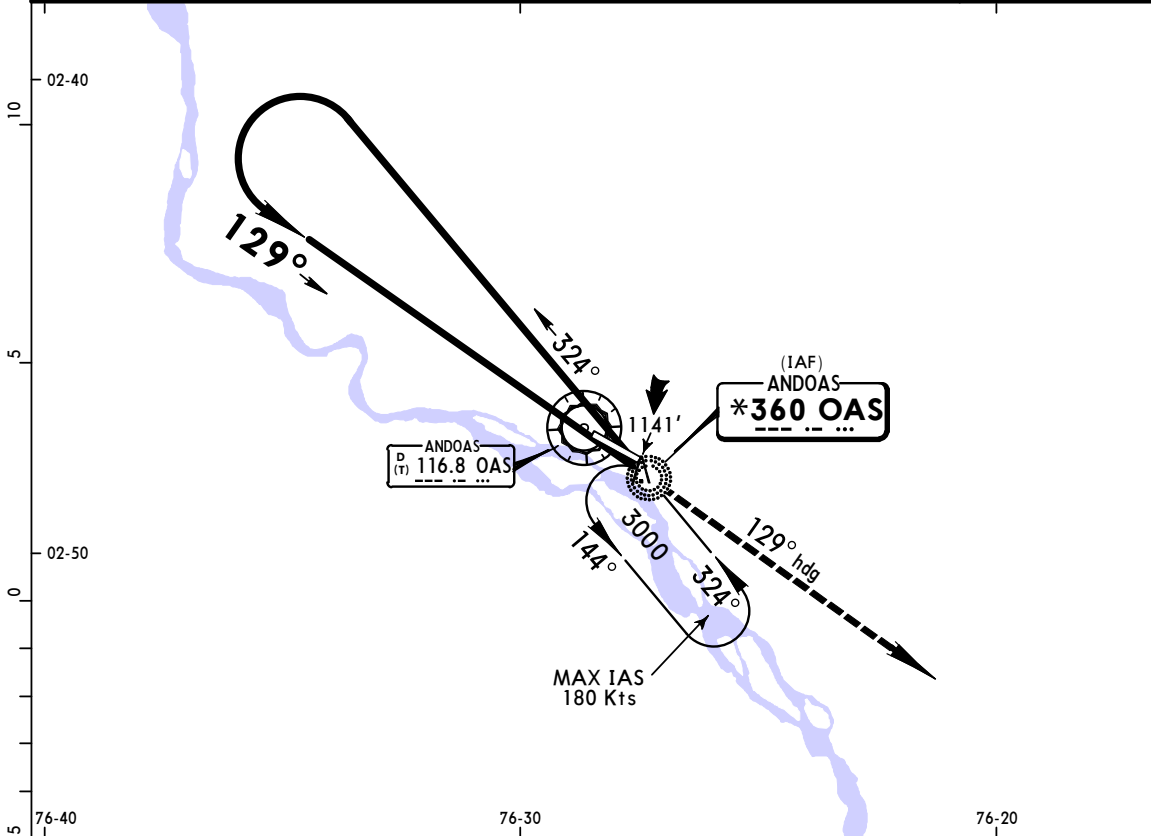 02-40
10
129°
324°
5
(IAF)
ANDOAS
*360 OAS
1141'
ANDOAS
D
(T) 116.8 OAS
3000
144°
324°
129° hdg
02-50
0
MAX IAS
180 Kts
5
76-40
76-30
76-20